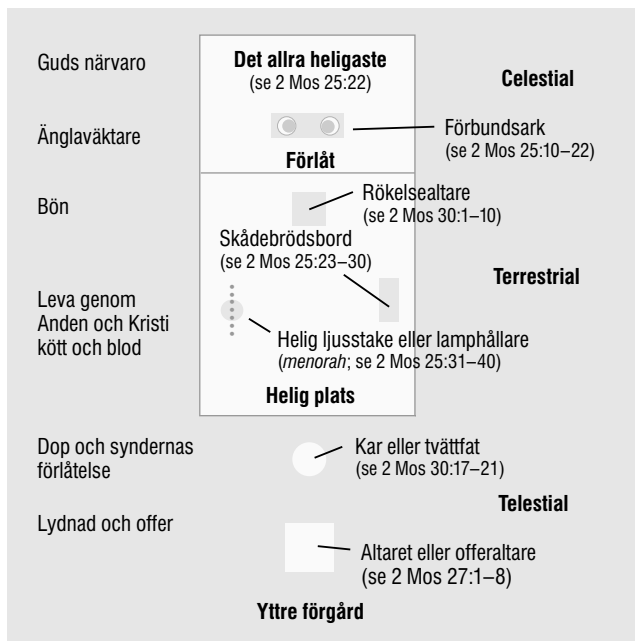 Guds närvaro
Det allra heligaste
(se 2 Mos 25:22)
Celestial
Änglaväktare
Förbundsark
(se 2 Mos 25:10–22)
Förlåt
Bön
Rökelsealtare
(se 2 Mos 30:1–10)
Skådebrödsbord
(se 2 Mos 25:23–30)
Terrestrial
Leva genom
Anden och Kristi
kött och blod
Helig ljusstake eller lamphållare
(menorah; se 2 Mos 25:31–40)
Helig plats
Dop och syndernas
förlåtelse
Kar eller tvättfat
(se 2 Mos 30:17–21)
Telestial
Lydnad och offer
Altaret eller offeraltare
(se 2 Mos 27:1–8)
Yttre förgård